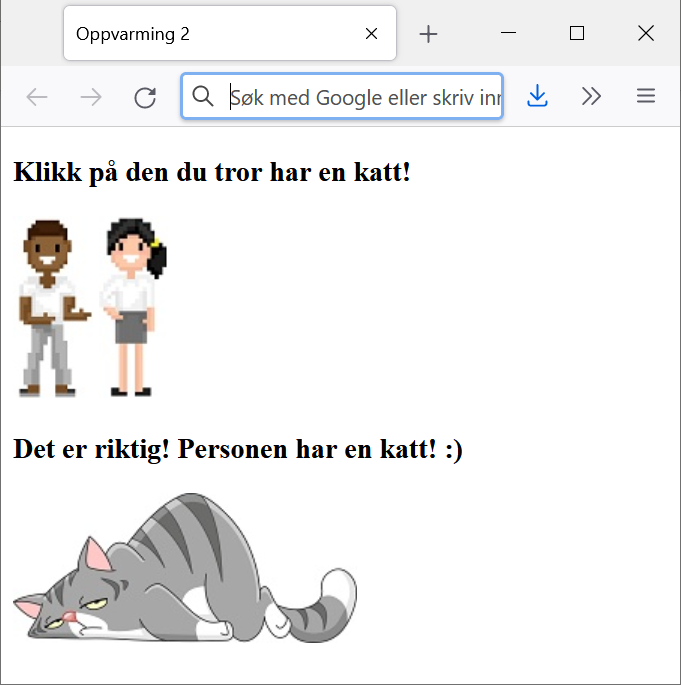 Oppvarming 2
Søk med Google eller skriv inn
Klikk på den du tror har en katt!
Det er riktig! Personen har en katt! :)